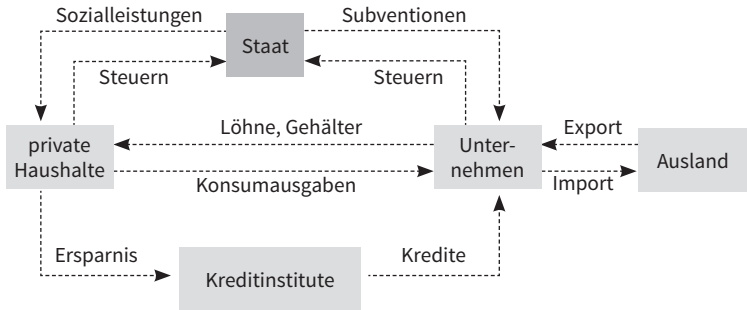 Sozialleistungen
Subventionen
Staat
Steuern
Steuern
Löhne, Gehälter
private
Haushalte
Unter-
nehmen
Export
Ausland
Konsumausgaben
Import
Ersparnis
Kredite
Kreditinstitute